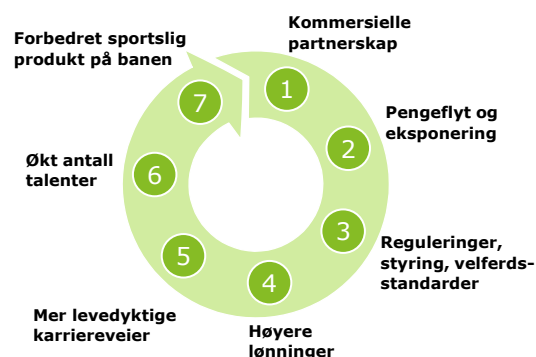 Kommersielle
partnerskap
1
Pengeflyt og
eksponering
2
Reguleringer,
styring, velferds-
standarder
3
Høyere
lønninger
4
Mer levedyktige
karriereveier
5
Økt antall
talenter
6
Forbedret sportslig
produkt på banen
7